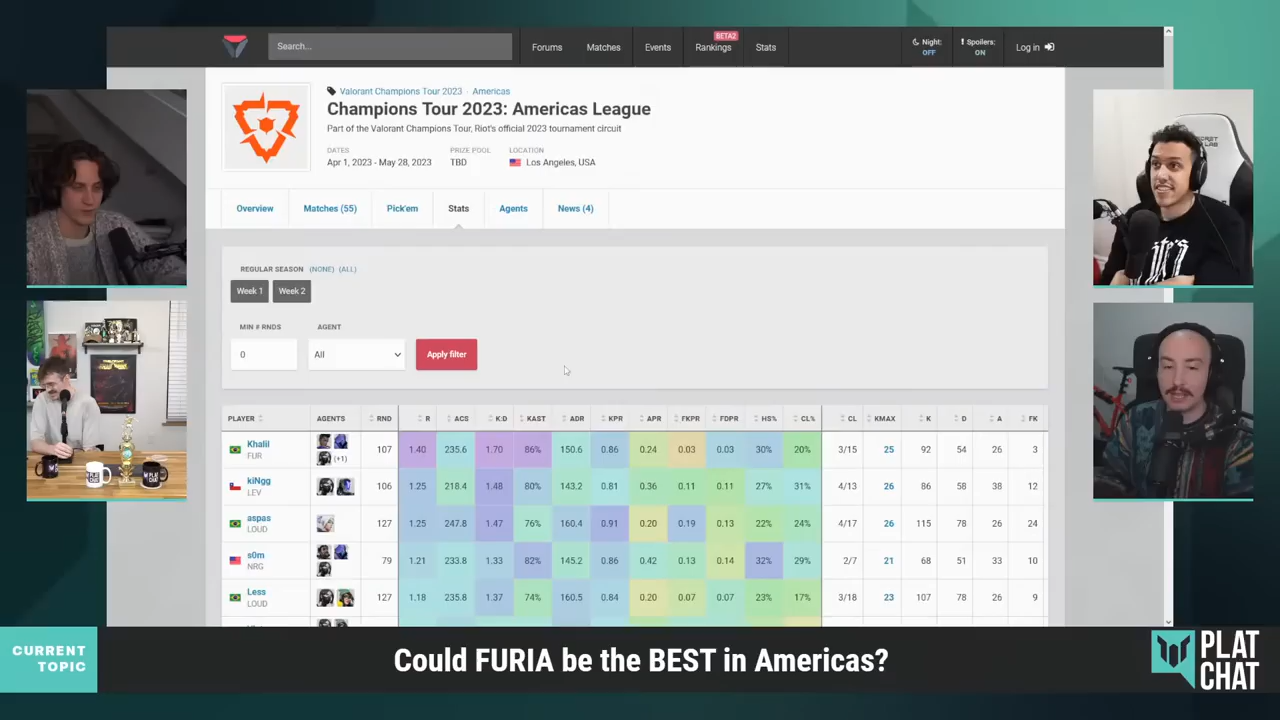 Search...
Forums
Matches
Events
BETA2
Rankings
Stats
Night:
OFF
Spoilers:
ON
Log in
Valorant Champions Tour 2023 · Americas
Champions Tour 2023: Americas League
Part of the Valorant Champions Tour, Riot's official 2023 tournament circuit
DATES PRIZE POOL LOCATION
Apr 1, 2023 - May 28, 2023 TBD Los Angeles, USA
Overview Matches (55) Pick'em Stats Agents News (4)
REGULAR SEASON (NONE) (ALL)
Week 1 Week 2
MIN # RNDS AGENT
0 All Apply filter
PLAYER AGENTS RND R ACS K:D KAST ADR KPR APR FKPR FDPR HS% CL% CL KMAX K D A FK
Khalil
FUR (+1) 107 1.40 235.6 1.70 86% 150.6 0.86 0.24 0.03 0.03 30% 20% 3/15 25 92 54 26 3
kiNgg
LEV 106 1.25 218.4 1.48 80% 143.2 0.81 0.36 0.11 0.11 27% 31% 4/13 26 86 58 38 12
aspas
LOUD 127 1.25 247.8 1.47 76% 160.4 0.91 0.20 0.19 0.13 22% 24% 4/17 26 115 78 26 24
s0m
NRG 79 1.21 233.8 1.33 82% 145.2 0.86 0.42 0.13 0.14 32% 29% 2/7 21 68 51 33 10
Less
LOUD 127 1.18 235.8 1.37 74% 160.5 0.84 0.20 0.07 0.07 23% 17% 3/18 23 107 78 26 9
CURRENT
TOPIC
Could FURIA be the BEST in Americas?
PLAT
CHAT